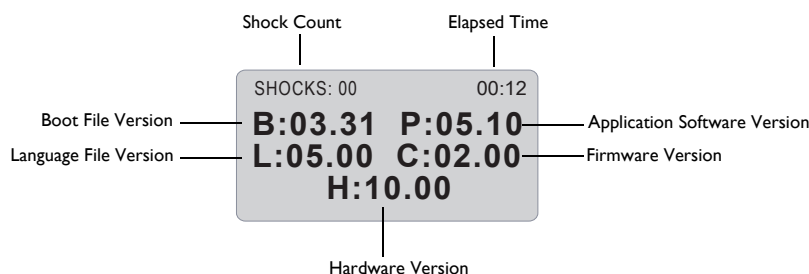 Shock Count Elapsed Time
SHOCKS: 00 00:12
Boot File Version B:03.31 P:05.10 Application Software Version
Language File Version L:05.00 C:02.00 Firmware Version
H:10.00
Hardware Version